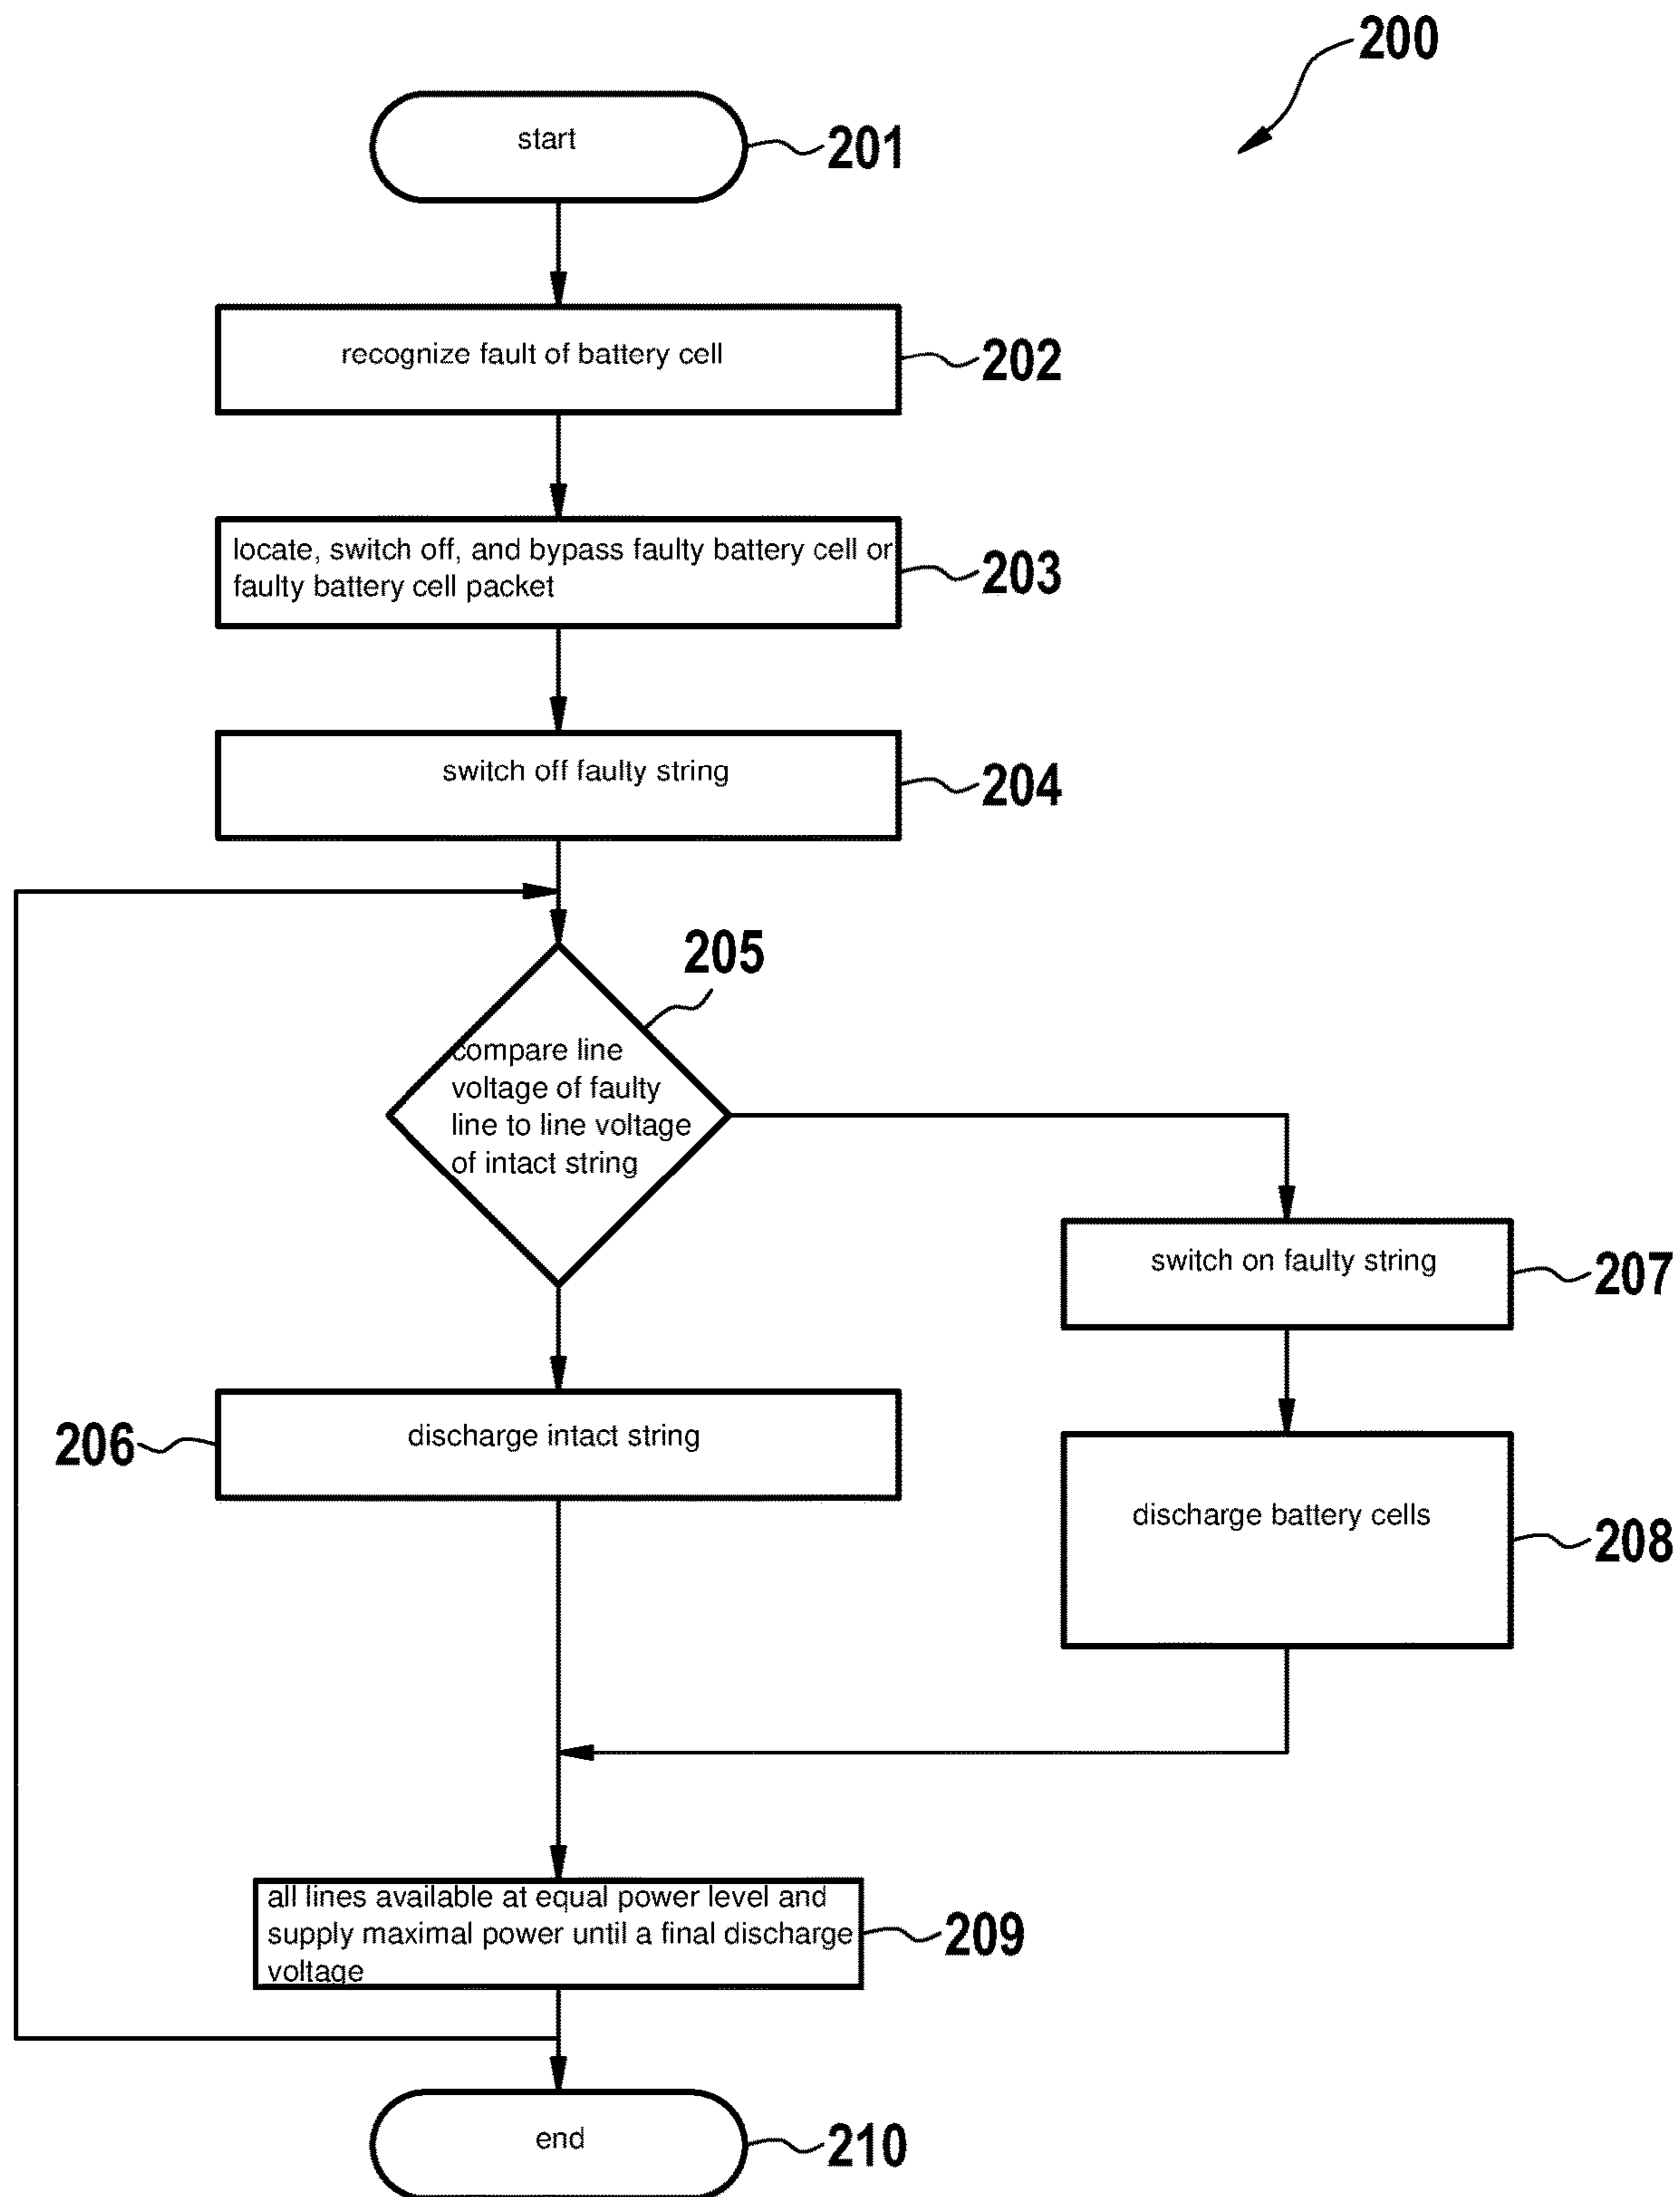 200
start
201
recognize fault of battery cell
202
locate, switch off, and bypass faulty battery cell or
faulty battery cell packet
203
switch off faulty string
204
205
compare line
voltage of faulty
line to line voltage
of intact string
switch on faulty string
207
206
discharge intact string
discharge battery cells
208
all lines available at equal power level and
supply maximal power until a final discharge
voltage
209
end
210